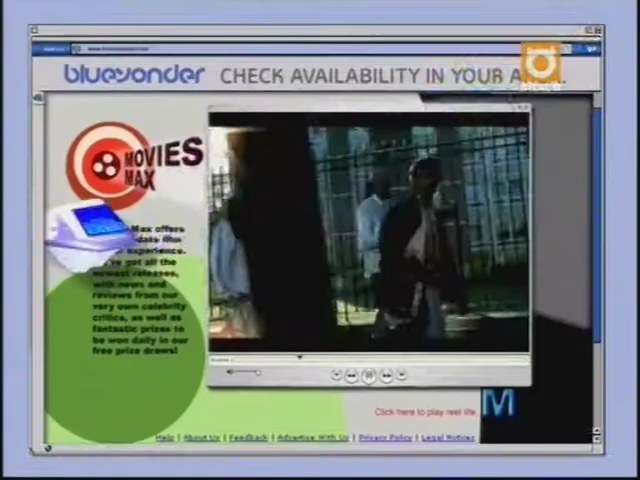 blueyonder CHECK AVAILABILITY IN YOUR
MOVIES
MAX
Max offers
experience.
got all the
newest releases,
with news and
reviews from our
very own celebrity
critics, as well as
fantastic prizes to
be won daily in our
free prize draws!
Click here to play reel life
M
Help | About Us | Feedback | Advertise With Us | Privacy Policy | Legal Notices